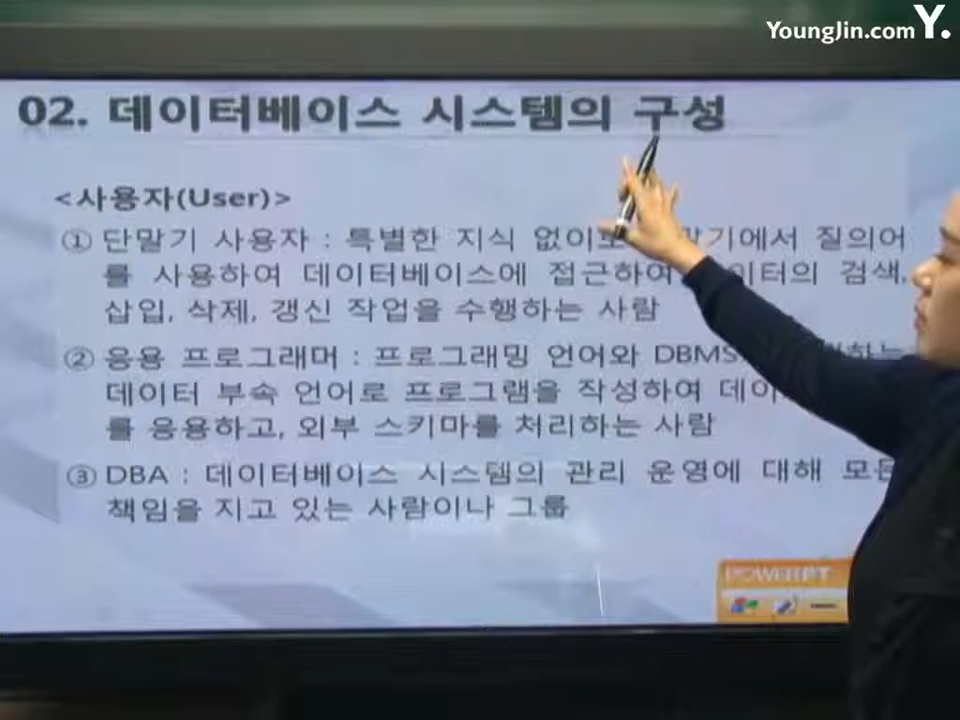 YoungJin.com Y.
02. 데이터베이스 시스템의 구성
<사용자(User)>
① 단말기 사용자 : 특별한 지식 없이 질의어
를 사용하여 데이터베이스에 접근하여 검색,
삽입, 삭제, 갱신 작업을 수행하는 사람
② 응용 프로그래머 : 프로그래밍 언어와 DBMS
데이터 부속 언어로 프로그램을 작성하여
를 응용하고, 외부 스키마를 처리하는 사람
③ DBA : 데이터베이스 시스템의 관리 운영에 대해 모든
책임을 지고 있는 사람이나 그룹
POWERPT